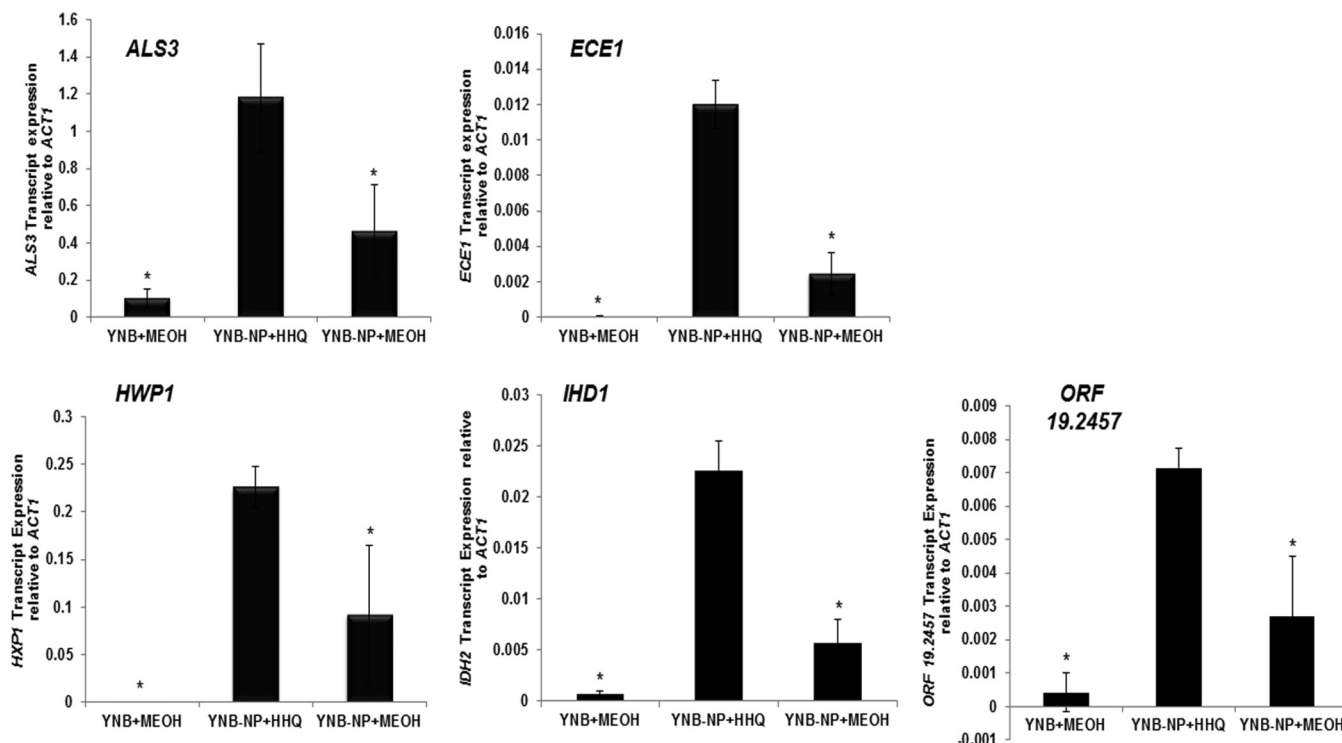 ALS3
ALS3 Transcript expression
relative to ACT1
1.6
1.4
1.2
1
0.8
0.6
0.4
0.2
0
*
*
YNB+MEOH YNB-NP+HHQ YNB-NP+MEOH
ECE1
ECE1 Transcript expression
relative to ACT1
0.016
0.014
0.012
0.01
0.008
0.006
0.004
0.002
0
*
*
YNB+MEOH YNB-NP+HHQ YNB-NP+MEOH
HWP1
HXP1 Transcript Expression
relative to ACT1
0.3
0.25
0.2
0.15
0.1
0.05
0
*
*
YNB+MEOH YNB-NP+HHQ YNB-NP+MEOH
IHD1
IDH2 Transcript Expression relative
to ACT1
0.03
0.025
0.02
0.015
0.01
0.005
0
*
*
YNB+MEOH YNB-NP+HHQ YNB-NP+MEOH
ORF
19.2457
ORF 19.2457 Transcript Expression
relative to ACT1
0.009
0.008
0.007
0.006
0.005
0.004
0.003
0.002
0.001
0
-0.001
*
*
YNB+MEOH YNB-NP+HHQ YNB-NP+MEOH